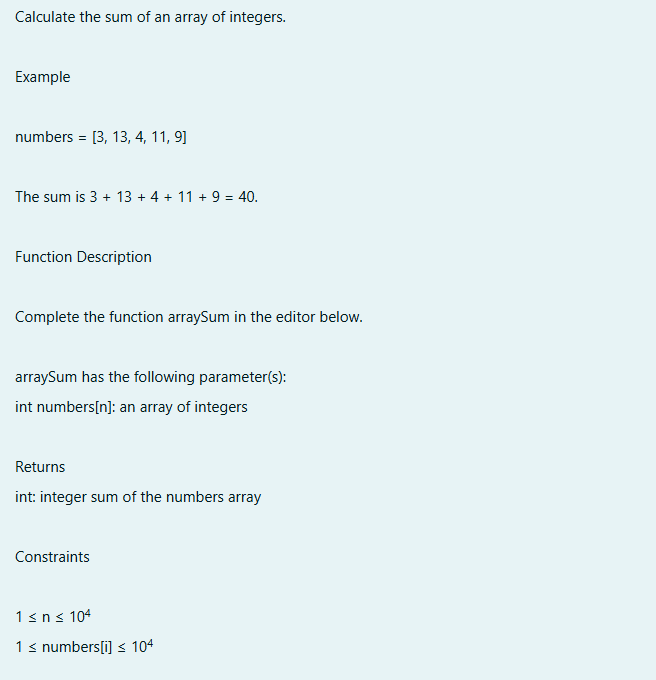 Calculate the sum of an array of integers.
Example
numbers = [3, 13, 4, 11, 9]
The sum is 3 + 13 + 4 + 11 + 9 = 40.
Function Description
Complete the function arraySum in the editor below.
arraySum has the following parameter(s):
int numbers[n]: an array of integers
Returns
int: integer sum of the numbers array
Constraints
1 ≤ n ≤ 10⁴
1 ≤ numbers[i] ≤ 10⁴